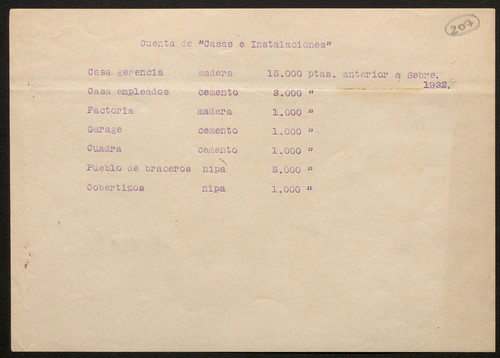 207
Cuenta de "Casas e Instalaciones"
Casa gerencia madera 15.000 ptas. anterior a Sebre.
1932.
Casa empleados cemento 3.000 "
Factoria madera 1.000 "
Garage cemento 1.000 "
Cuadra cemento 1.000 "
Pueblo de braceros nipa 5.000 "
Cobertizos nipa 1.000 "